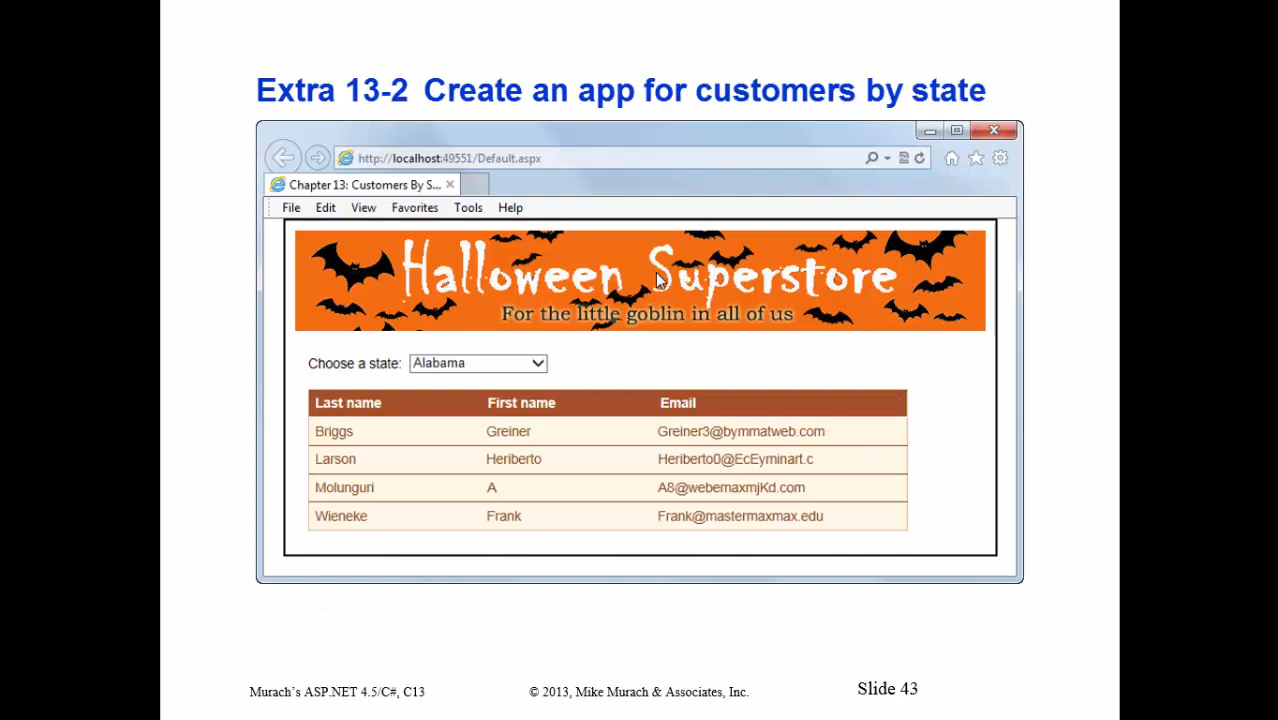 Extra 13-2 Create an app for customers by state
http://localhost:49551/Default.aspx
Chapter 13: Customers By S...
File Edit View Favorites Tools Help
Halloween Superstore
For the little goblin in all of us
Choose a state: Alabama
Last name First name Email
Briggs Greiner Greiner3@bymmatweb.com
Larson Heriberto Heriberto0@EcEyminart.c
Molunguri A A8@webemaxmjKd.com
Wieneke Frank Frank@mastermaxmax.edu
Murach's ASP.NET 4.5/C#, C13 © 2013, Mike Murach & Associates, Inc. Slide 43